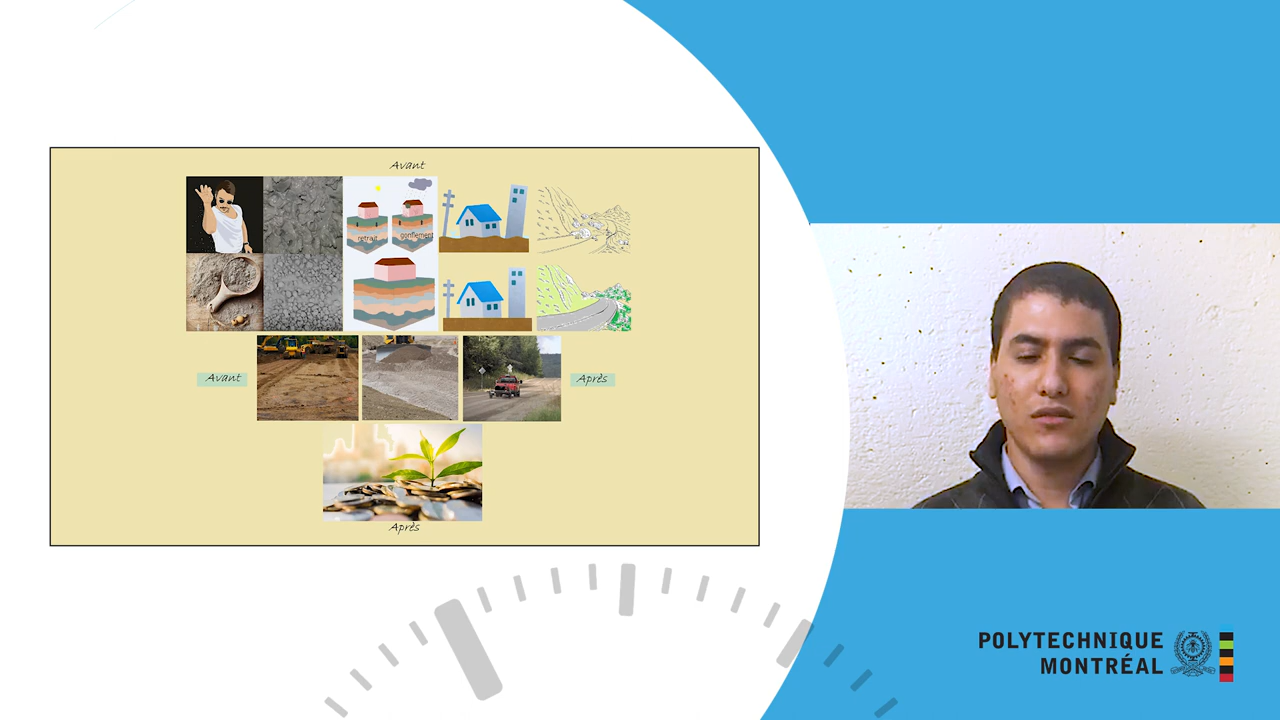 Avant
retrait
gonflement
Avant
Après
Après
POLYTECHNIQUE
MONTRÉAL